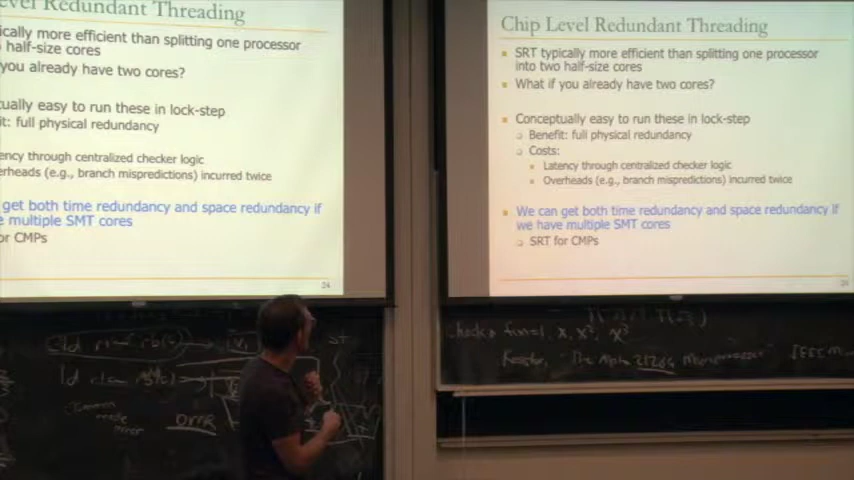 evel Redundant Threading
ically more efficient than splitting one processor
half-size cores
you already have two cores?
ually easy to run these in lock-step
it: full physical redundancy
ency through centralized checker logic
erheads (e.g., branch mispredictions) incurred twice
get both time redundancy and space redundancy if
e multiple SMT cores
or CMPs
24
Chip Level Redundant Threading
SRT typically more efficient than splitting one processor
into two half-size cores
What if you already have two cores?
Conceptually easy to run these in lock-step
Benefit: full physical redundancy
Costs:
Latency through centralized checker logic
Overheads (e.g., branch mispredictions) incurred twice
We can get both time redundancy and space redundancy if
we have multiple SMT cores
SRT for CMPs
24
DMR